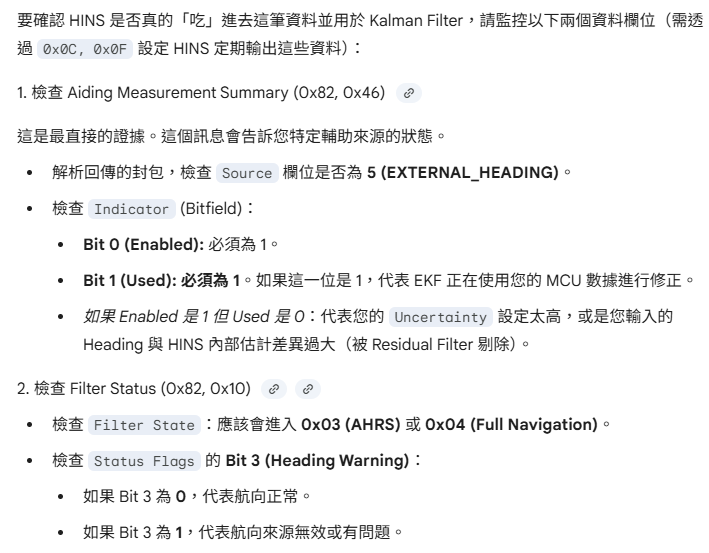 要確認 HINS 是否真的「吃」進去這筆資料並用於 Kalman Filter，請監控以下兩個資料欄位（需透
過 0x0C, 0x0F 設定 HINS 定期輸出這些資料）：
1. 檢查 Aiding Measurement Summary (0x82, 0x46)
這是最直接的證據。這個訊息會告訴您特定輔助來源的狀態。
• 解析回傳的封包，檢查 Source 欄位是否為 5 (EXTERNAL_HEADING)。
• 檢查 Indicator (Bitfield)：
• Bit 0 (Enabled): 必須為 1。
• Bit 1 (Used): 必須為 1。如果這一位是 1，代表 EKF 正在使用您的 MCU 數據進行修正。
• 如果 Enabled 是 1 但 Used 是 0：代表您的 Uncertainty 設定太高，或是您輸入的
Heading 與 HINS 內部估計差異過大（被 Residual Filter 剔除）。
2. 檢查 Filter Status (0x82, 0x10)
• 檢查 Filter State：應該會進入 0x03 (AHRS) 或 0x04 (Full Navigation)。
• 檢查 Status Flags 的 Bit 3 (Heading Warning)：
• 如果 Bit 3 為 0，代表航向正常。
• 如果 Bit 3 為 1，代表航向來源無效或有問題。